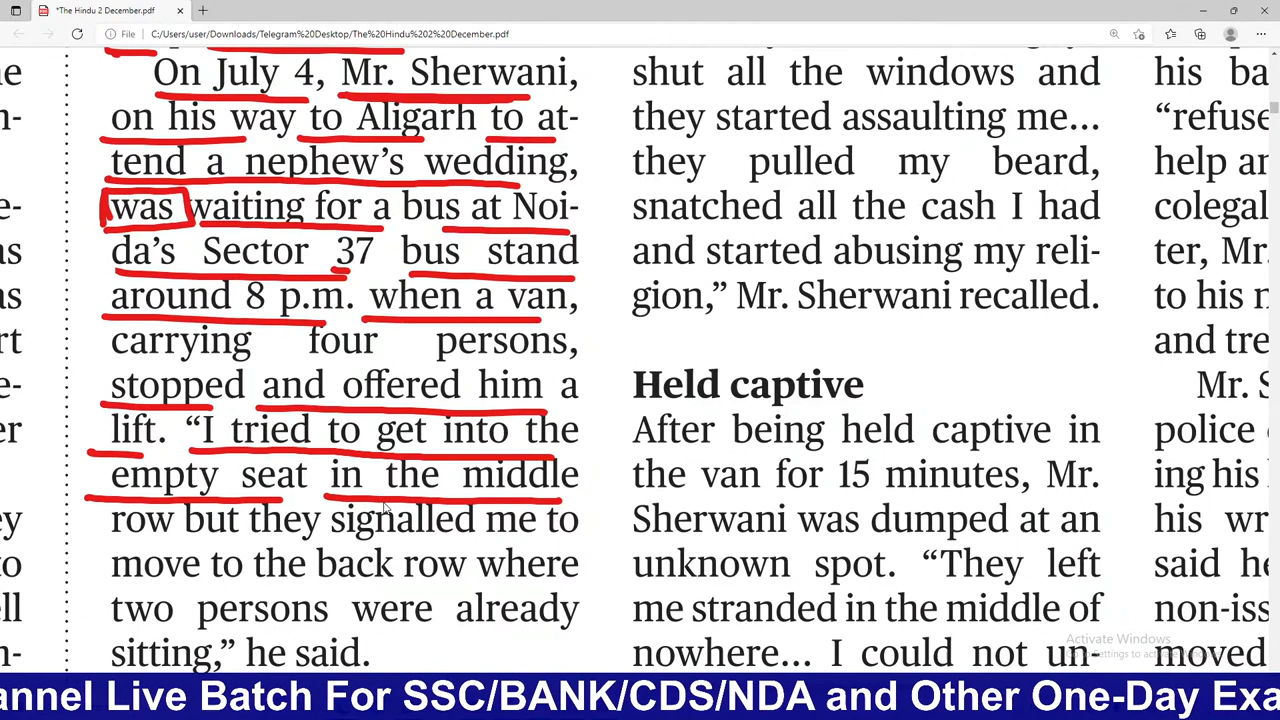 *The Hindu 2 December.pdf
File
C:/Users/user/Downloads/Telegram%20Desktop/The%20Hindu%202%20December.pdf
On July 4, Mr. Sherwani,
on his way to Aligarh to at-
tend a nephew's wedding,
was waiting for a bus at Noi-
da's Sector 37 bus stand
around 8 p.m. when a van,
carrying four persons,
stopped and offered him a
lift. “I tried to get into the
empty seat in the middle
row but they signalled me to
move to the back row where
two persons were already
sitting,” he said.
shut all the windows and
they started assaulting me...
they pulled my beard,
snatched all the cash I had
and started abusing my reli-
gion,” Mr. Sherwani recalled.
Held captive
After being held captive in
the van for 15 minutes, Mr.
Sherwani was dumped at an
unknown spot. “They left
me stranded in the middle of
nowhere... I could not un-
his ba
“refuse
help an
colegal
ter, Mr.
to his n
and tre
Mr. S
police
ing his
his wr
said he
non-iss
moved
Activate Windows
Go to Settings to activate Windows.
annel Live Batch For SSC/BANK/CDS/NDA and Other One-Day Exa